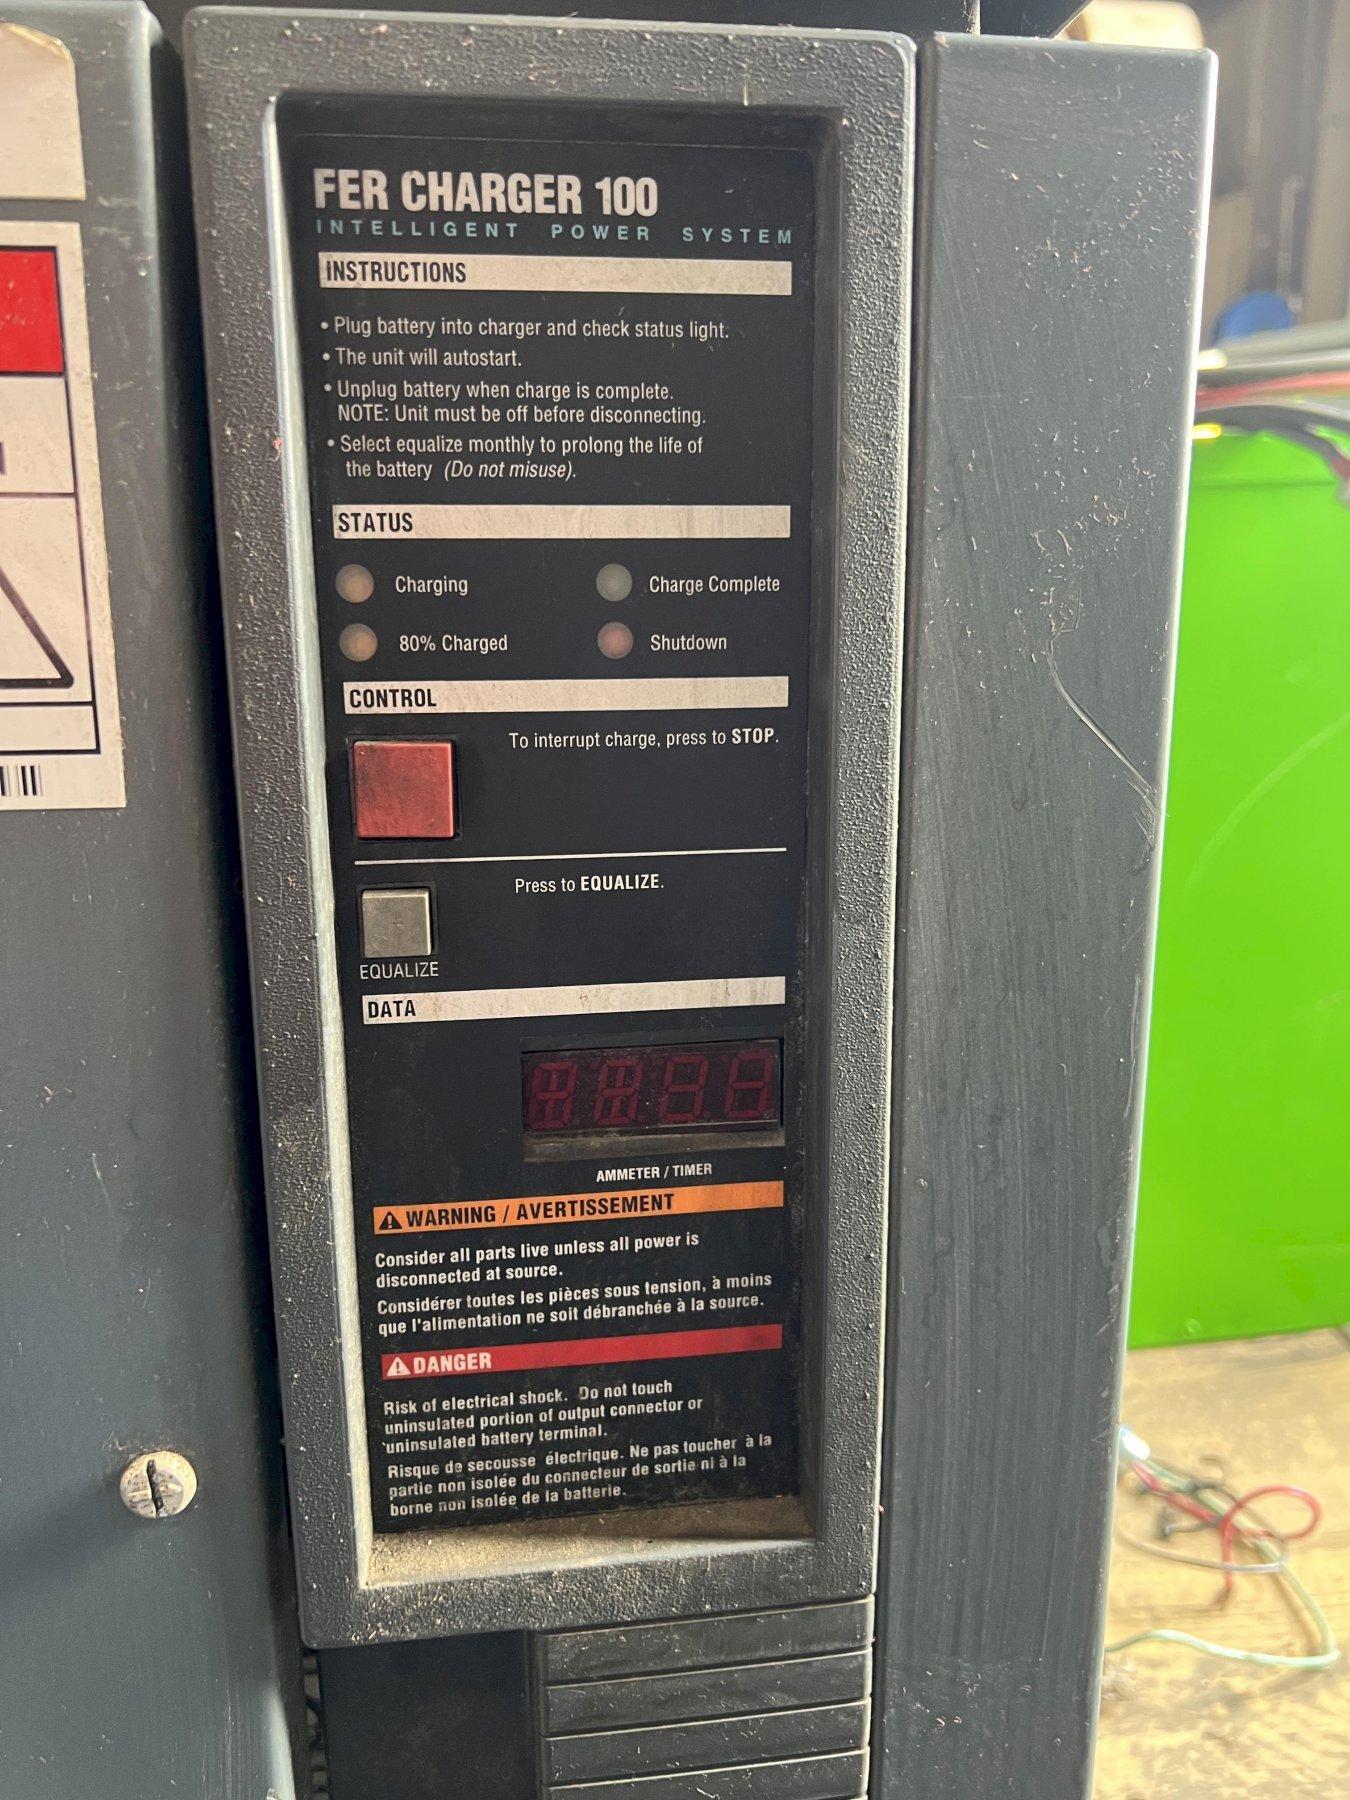 FER CHARGER 100
INTELLIGENT POWER SYSTEM
INSTRUCTIONS
• Plug battery into charger and check status light.
• The unit will autostart.
• Unplug battery when charge is complete.
NOTE: Unit must be off before disconnecting.
• Select equalize monthly to prolong the life of
the battery (Do not misuse).
STATUS
Charging
Charge Complete
80% Charged
Shutdown
CONTROL
To interrupt charge, press to STOP.
Press to EQUALIZE.
EQUALIZE
DATA
AMMETER / TIMER
WARNING / AVERTISSEMENT
Consider all parts live unless all power is
disconnected at source.
Considérer toutes les pièces sous tension, à moins
que l'alimentation ne soit débranchée à la source.
DANGER
Risk of electrical shock. Do not touch
uninsulated portion of output connector or
uninsulated battery terminal.
Risque de secousse électrique. Ne pas toucher à la
partie non isolée du connecteur de sortie ni à la
borne non isolée de la batterie.